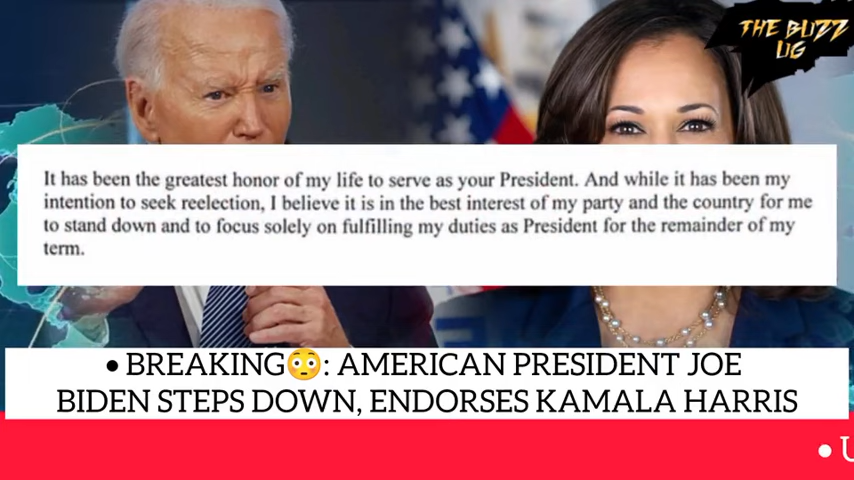 THE BUZZ
UG
It has been the greatest honor of my life to serve as your President. And while it has been my
intention to seek reelection, I believe it is in the best interest of my party and the country for me
to stand down and to focus solely on fulfilling my duties as President for the remainder of my
term.
• BREAKING😳: AMERICAN PRESIDENT JOE
BIDEN STEPS DOWN, ENDORSES KAMALA HARRIS